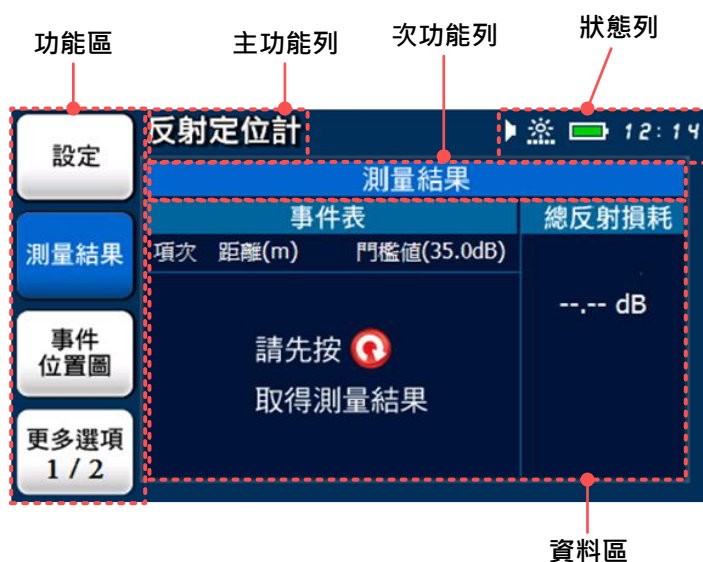 功能區
主功能列
次功能列
狀態列
設定
測量結果
事件
位置圖
更多選項
1 / 2
反射定位計
12:14
測量結果
事件表
項次 距離(m) 門檻值(35.0dB)
請先按
取得測量結果
總反射損耗
--.-- dB
資料區